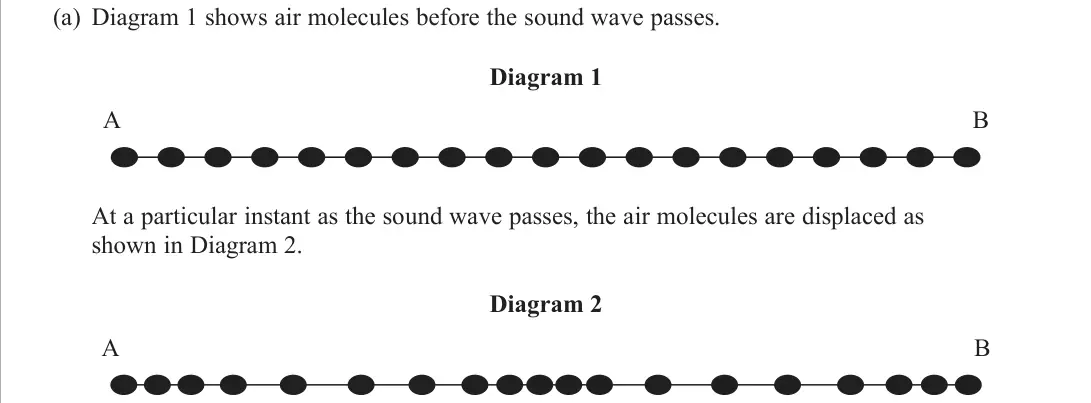 (a) Diagram 1 shows air molecules before the sound wave passes.
Diagram 1
A B
At a particular instant as the sound wave passes, the air molecules are displaced as
shown in Diagram 2.
Diagram 2
A B